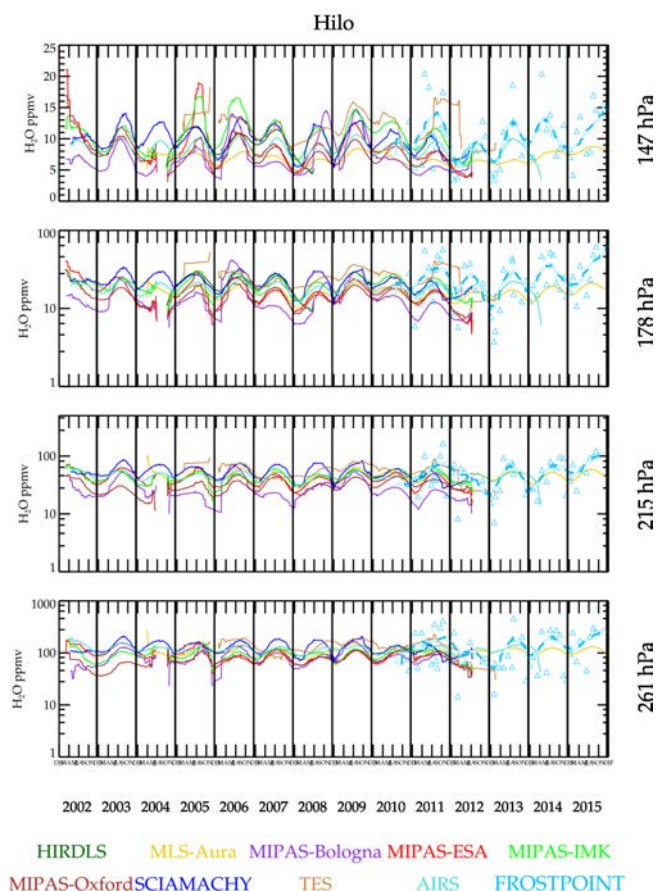 Hilo
25
20
15
10
5
0
H₂O ppmv
147 hPa
100
10
1
H₂O ppmv
178 hPa
100
10
1
H₂O ppmv
215 hPa
1000
100
10
1
H₂O ppmv
261 hPa
2002 2003 2004 2005 2006 2007 2008 2009 2010 2011 2012 2013 2014 2015
HIRDLS MLS-Aura MIPAS-Bologna MIPAS-ESA MIPAS-IMK
MIPAS-Oxford SCIAMACHY TES AIRS FROSTPOINT